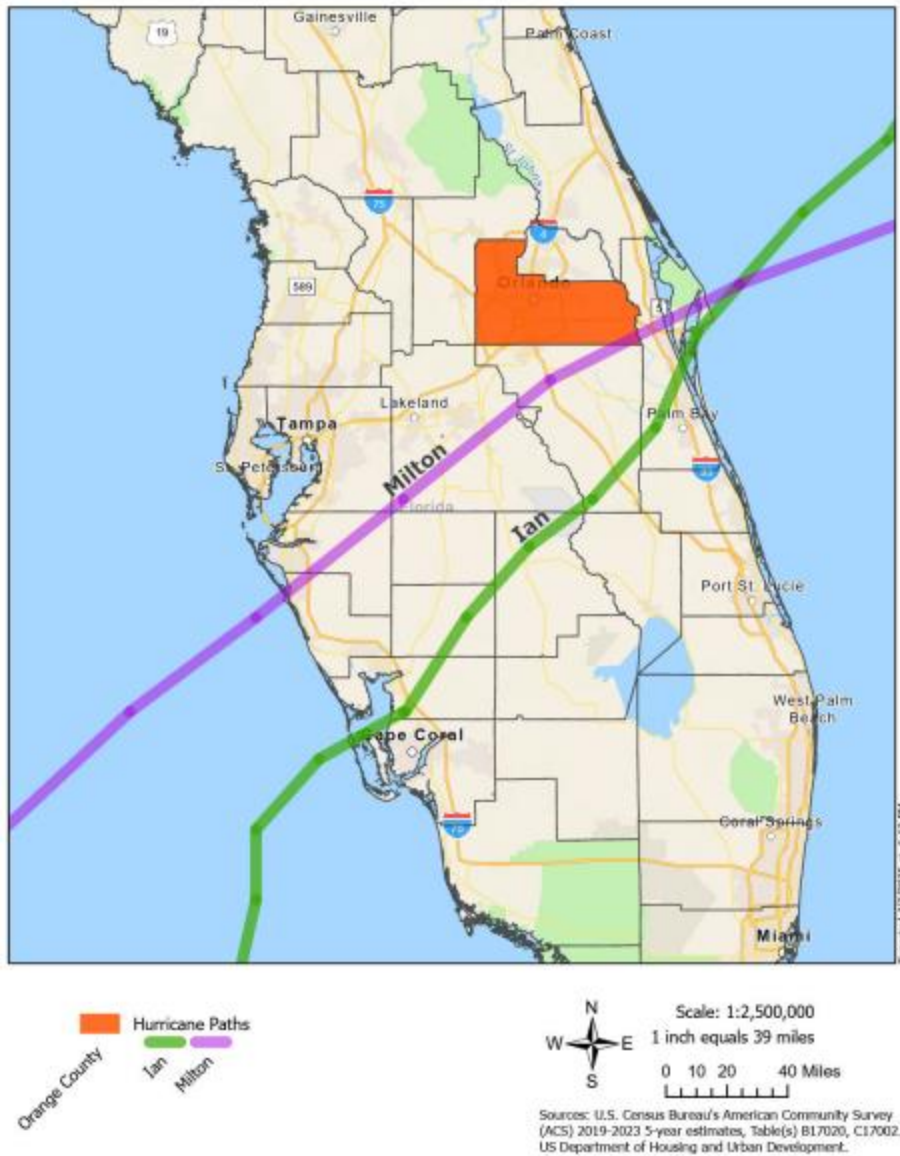 Gainesville
19
Palm Coast
St Johns
75
4
589
Orlando
5
Lakeland
Tampa
Palm Bay
St. Petersburg
Milton
Florida
Ian
Port St. Lucie
West Palm
Beach
Cape Coral
Coral Springs
Miami
Orange County
Hurricane Paths
Ian
Milton
N
W
E
S
Scale: 1:2,500,000
1 inch equals 39 miles
0 10 20 40 Miles
Sources: U.S. Census Bureau's American Community Survey
(ACS) 2019-2023 5-year estimates, Table(s) B17020, C17002.
US Department of Housing and Urban Development.